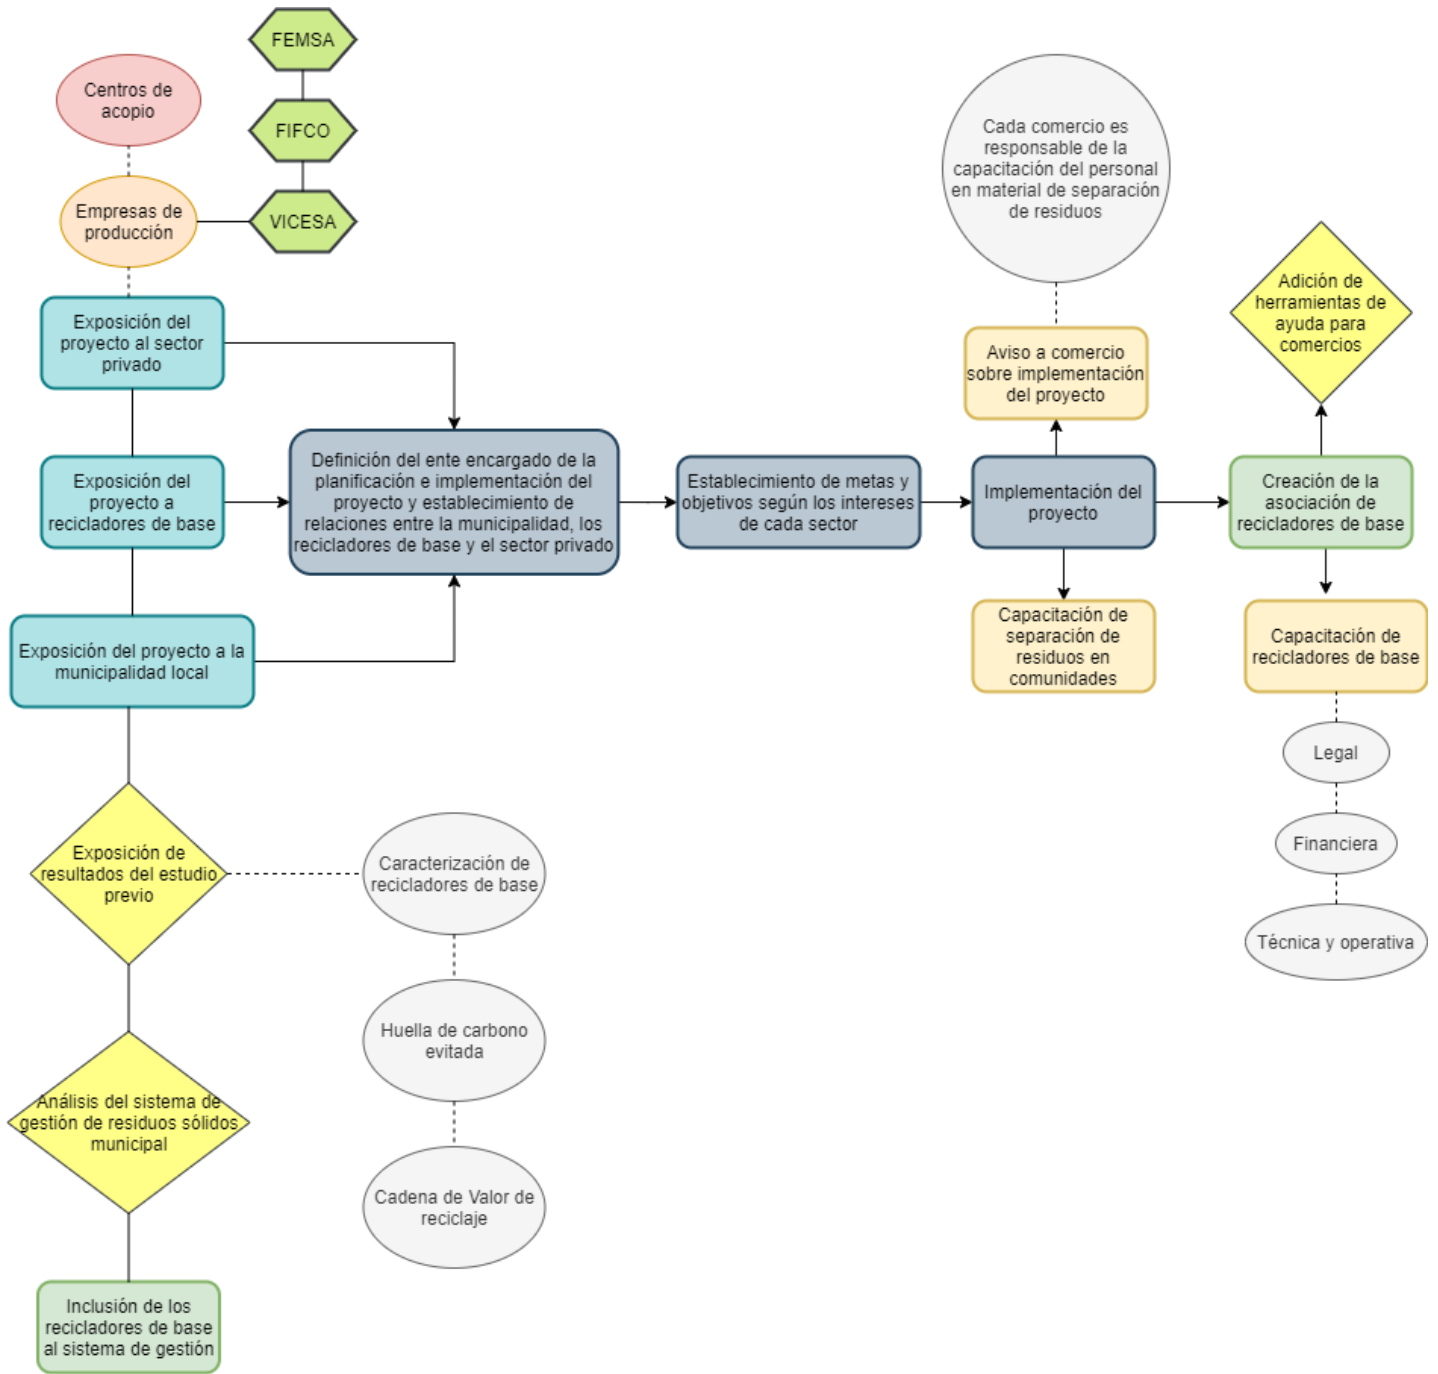 FEMSA
Centros de
acopio
FIFCO
Empresas de
producción
VICESA
Exposición del
proyecto al sector
privado
Exposición del
proyecto a
recicladores de base
Exposición del proyecto a la
municipalidad local
Definición del ente encargado de la
planificación e implementación del
proyecto y establecimiento de
relaciones entre la municipalidad, los
recicladores de base y el sector privado
Establecimiento de metas y
objetivos según los intereses
de cada sector
Cada comercio es
responsable de la
capacitación del personal
en material de separación
de residuos
Aviso a comercio
sobre implementación
del proyecto
Implementación del
proyecto
Capacitación de
separación de
residuos en
comunidades
Adición de
herramientas de
ayuda para
comercios
Creación de la
asociación de
recicladores de base
Capacitación de
recicladores de base
Legal
Financiera
Técnica y operativa
Exposición de
resultados del estudio
previo
Caracterización de
recicladores de base
Huella de carbono
evitada
Cadena de Valor de
reciclaje
Análisis del sistema de
gestión de residuos sólidos
municipal
Inclusión de los
recicladores de base
al sistema de gestión